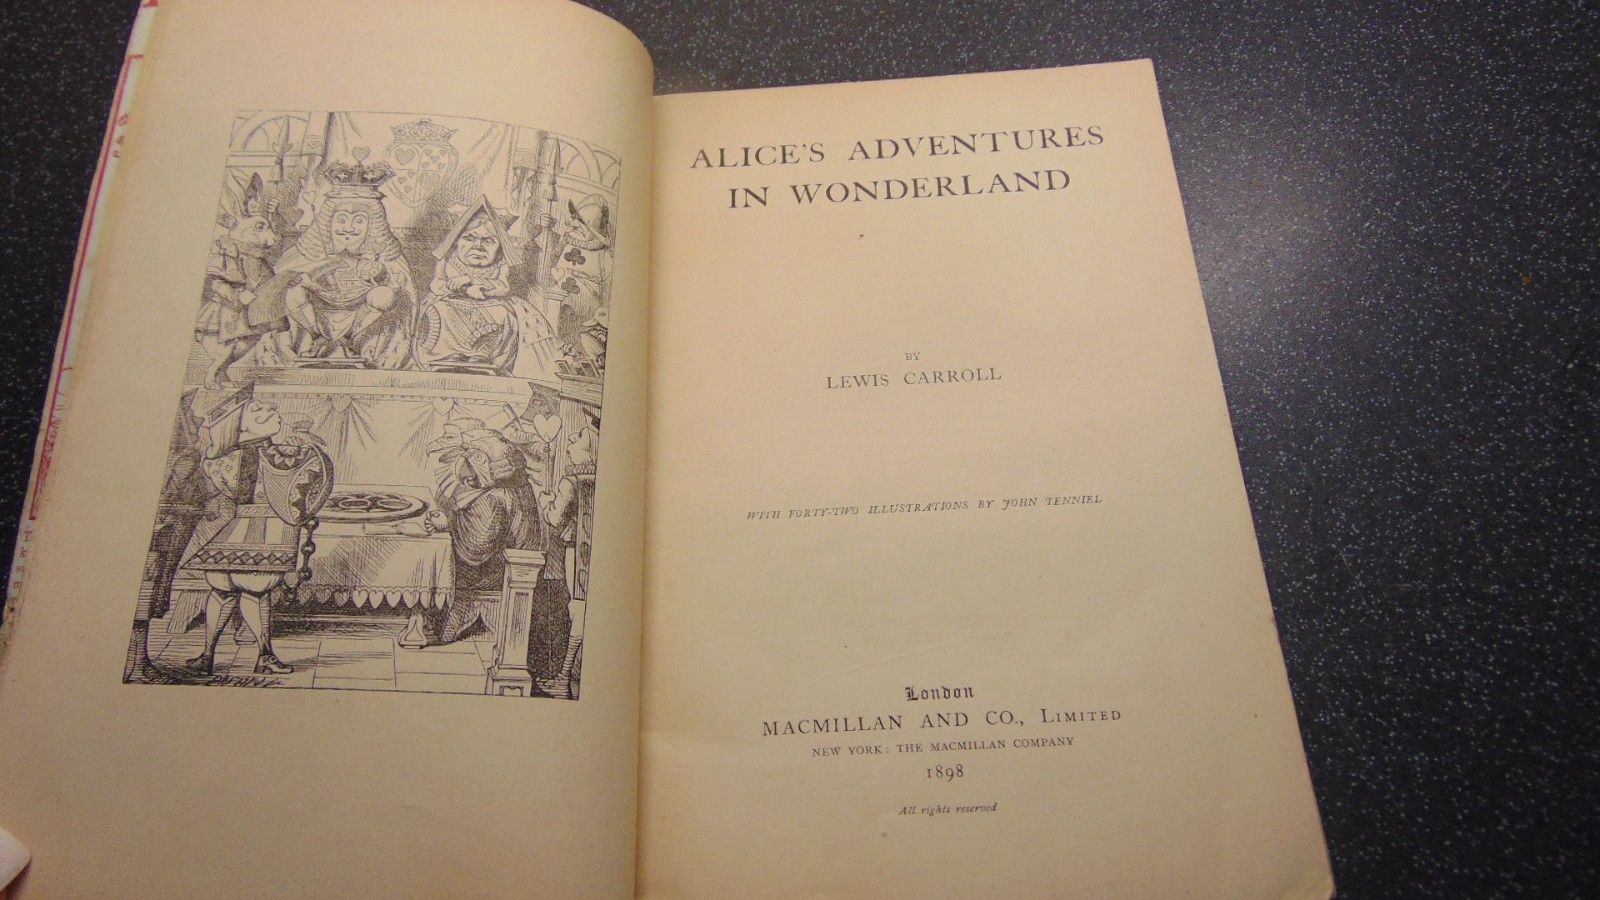 ALICE'S ADVENTURES
IN WONDERLAND
BY
LEWIS CARROLL
WITH FORTY-TWO ILLUSTRATIONS BY JOHN TENNIEL
London
MACMILLAN AND CO., LIMITED
NEW YORK: THE MACMILLAN COMPANY
1898
All rights reserved